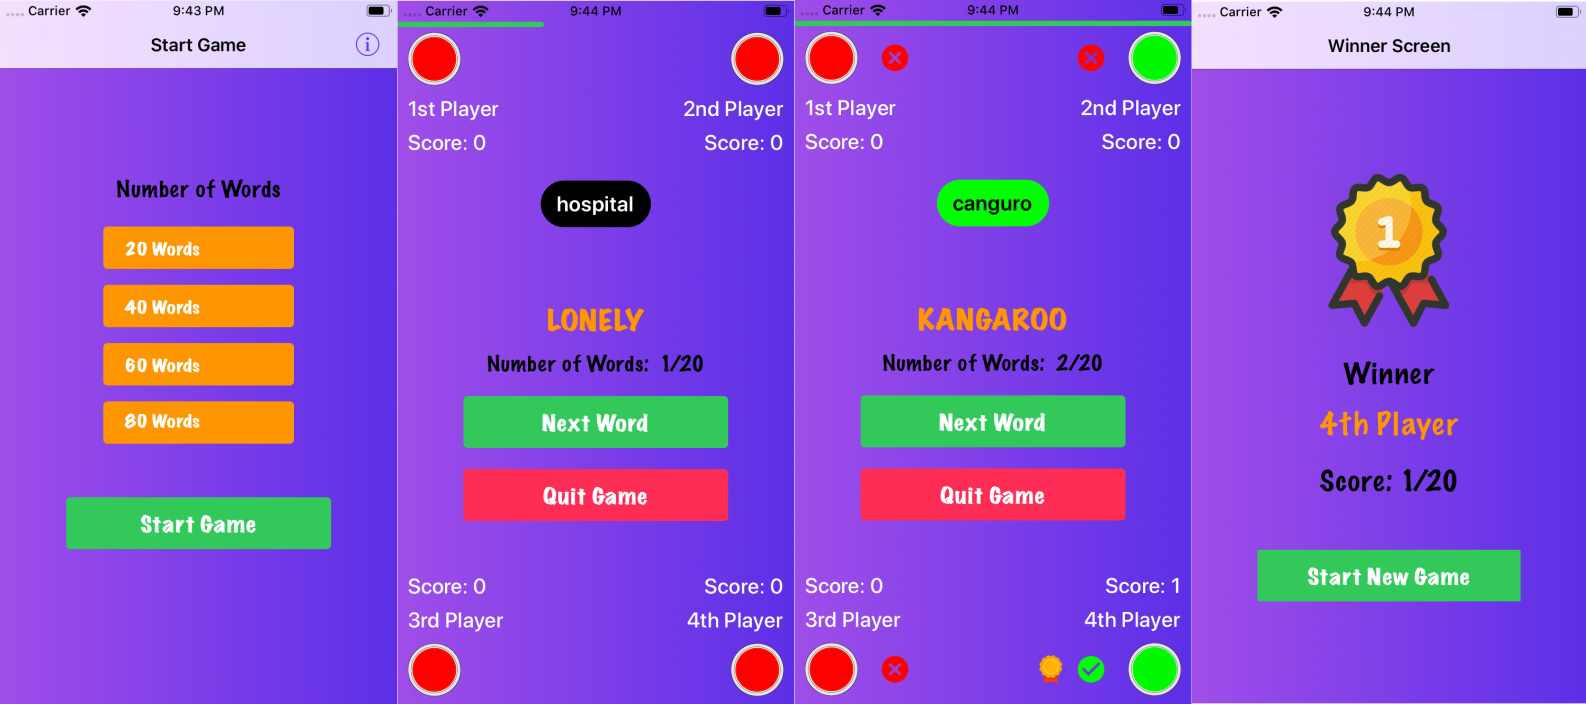 Carrier 9:43 PM
Start Game
Number of Words
20 Words
40 Words
60 Words
80 Words
Start Game
Carrier 9:44 PM
1st Player 2nd Player
Score: 0 Score: 0
hospital
LONELY
Number of Words: 1/20
Next Word
Quit Game
Score: 0 Score: 0
3rd Player 4th Player
Carrier 9:44 PM
1st Player 2nd Player
Score: 0 Score: 0
canguro
KANGAROO
Number of Words: 2/20
Next Word
Quit Game
Score: 0 Score: 1
3rd Player 4th Player
Carrier 9:44 PM
Winner Screen
1
Winner
4th Player
Score: 1/20
Start New Game